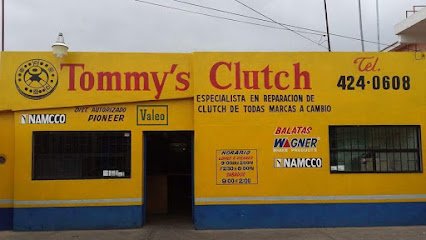 Tommy's Clutch
Tel.
424-0608
ESPECIALISTA EN REPARACION DE
CLUTCH DE TODAS MARCAS A CAMBIO
DIST. AUTORIZADO
PIONEER
Valeo
NAMCCO
BALATAS
WAGNER
NAMCCO
HORARIO
SABADOS